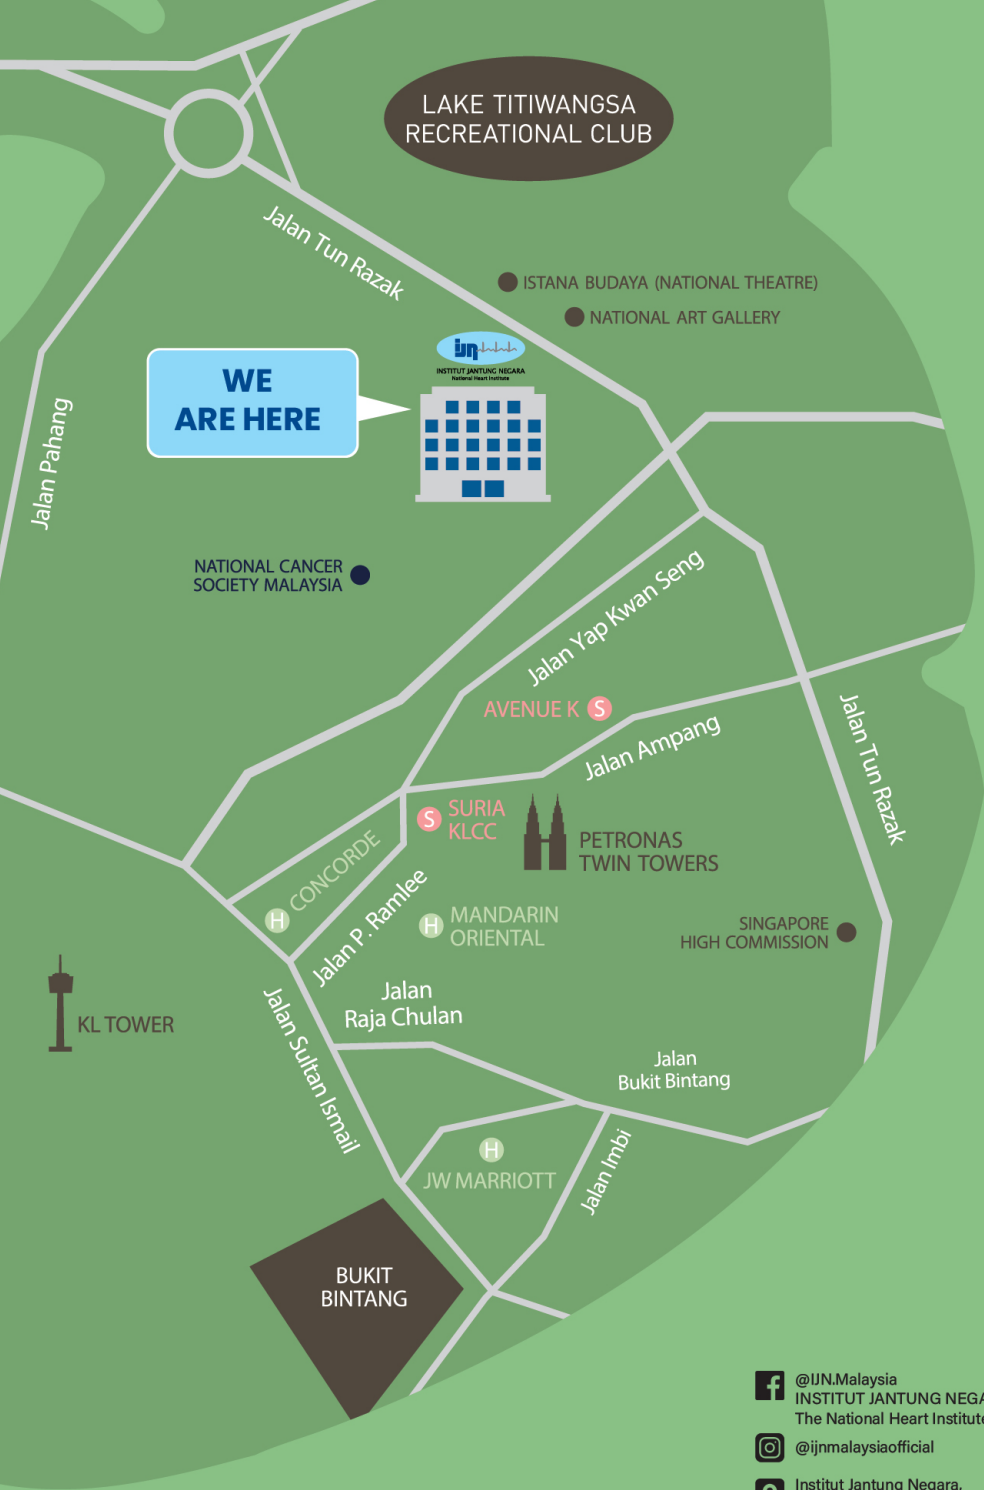 LAKE TITIWANGSA
RECREATIONAL CLUB
Jalan Tun Razak
ISTANA BUDAYA (NATIONAL THEATRE)
NATIONAL ART GALLERY
ijn
INSTITUT JANTUNG NEGARA
National Heart Institute
WE
ARE HERE
Jalan Pahang
NATIONAL CANCER
SOCIETY MALAYSIA
Jalan Yap Kwan Seng
AVENUE K S
Jalan Ampang
Jalan Tun Razak
S SURIA
KLCC
PETRONAS
TWIN TOWERS
H CONCORDE
Jalan P. Ramlee
H MANDARIN
ORIENTAL
SINGAPORE
HIGH COMMISSION
KL TOWER
Jalan
Raja Chulan
Jalan Sultan Ismail
Jalan
Bukit Bintang
H
JW MARRIOTT
Jalan Imbi
BUKIT
BINTANG
@IJN.Malaysia
INSTITUT JANTUNG NEGA
The National Heart Institute
@ijnmalaysiaofficial
Institut Jantung Negara,